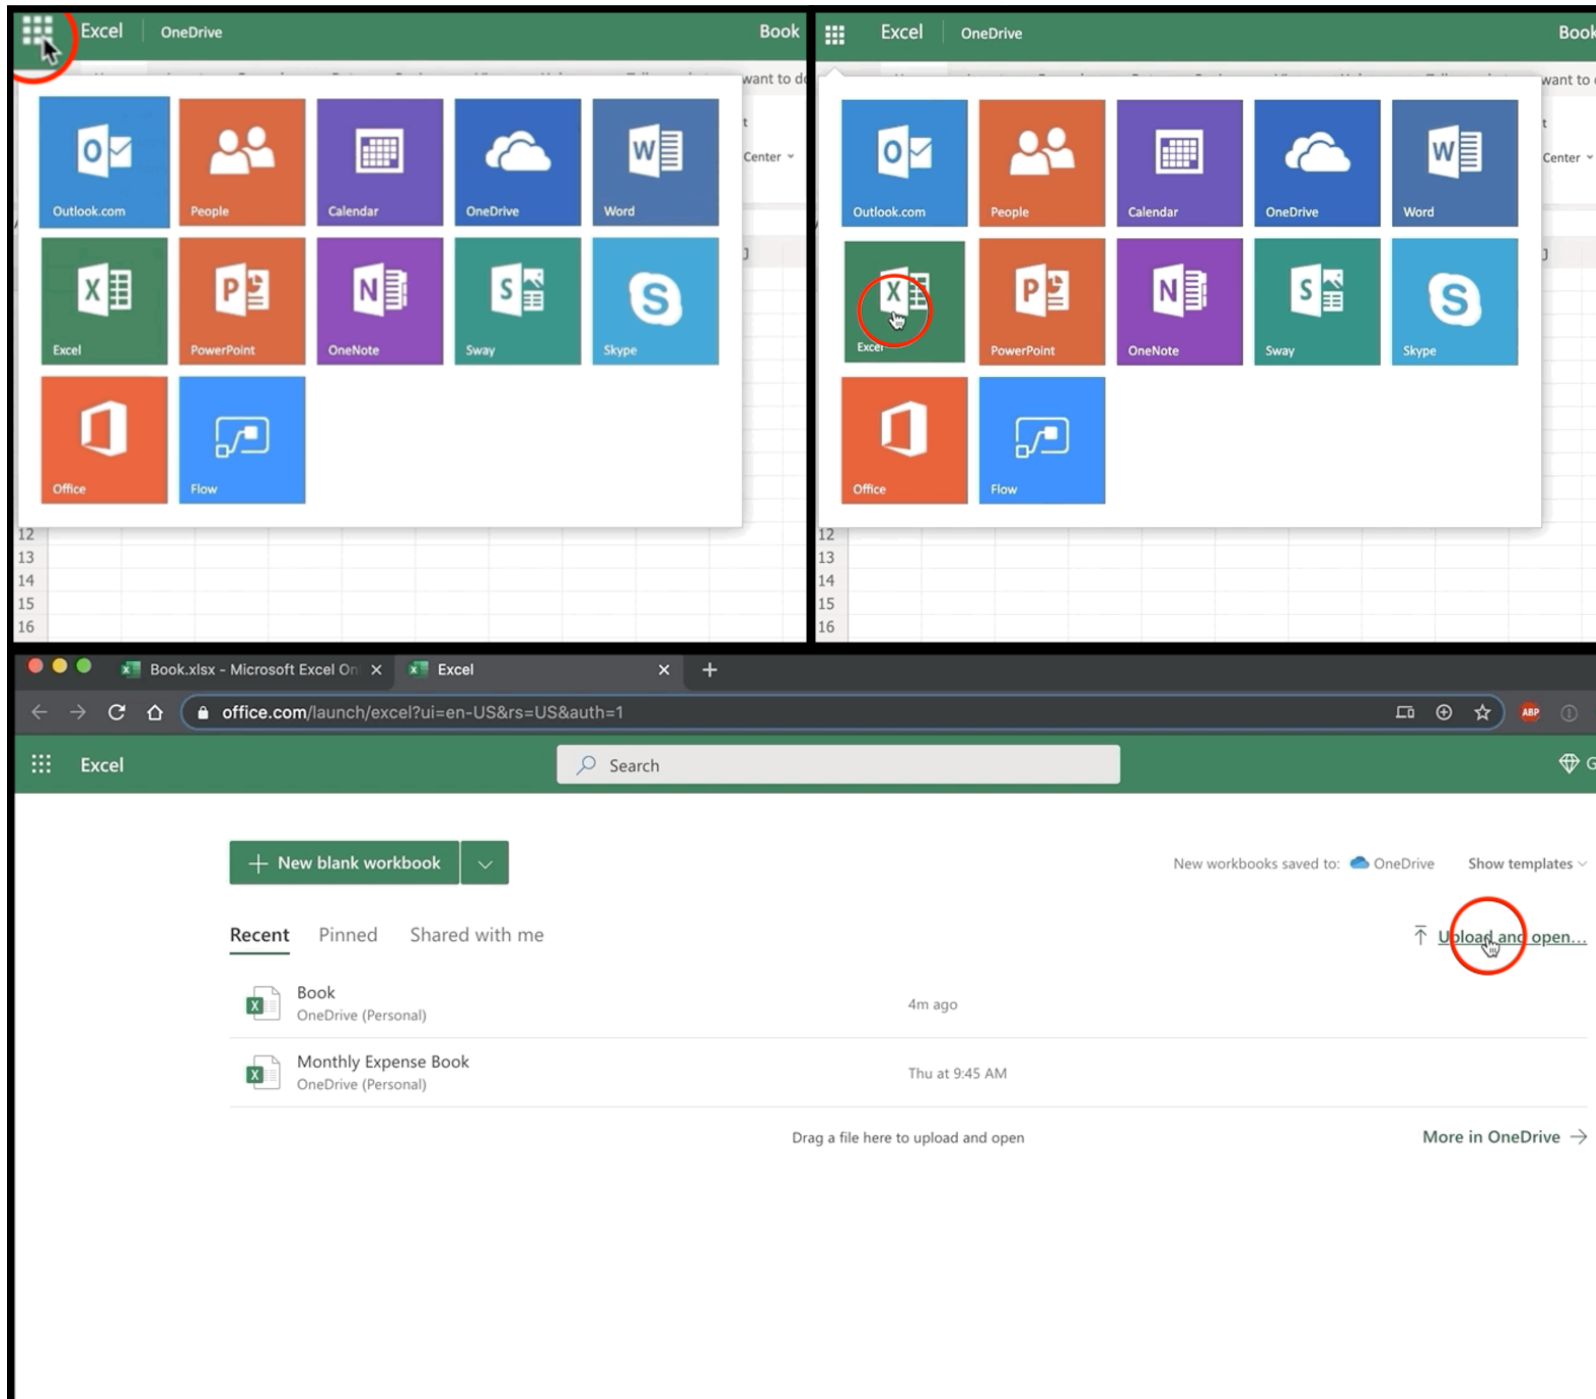 Excel OneDrive Book
want to do
Center
Outlook.com People Calendar OneDrive Word
Excel PowerPoint OneNote Sway Skype
Office Flow
12
13
14
15
16
Excel OneDrive Book
want to
Center
Outlook.com People Calendar OneDrive Word
Excel PowerPoint OneNote Sway Skype
Office Flow
12
13
14
15
16
Book.xlsx - Microsoft Excel On Excel
office.com/launch/excel?ui=en-US&rs=US&auth=1 ABP
Excel Search G
New blank workbook New workbooks saved to: OneDrive Show templates
Recent Pinned Shared with me Upload and open...
Book
OneDrive (Personal) 4m ago
Monthly Expense Book
OneDrive (Personal) Thu at 9:45 AM
Drag a file here to upload and open More in OneDrive